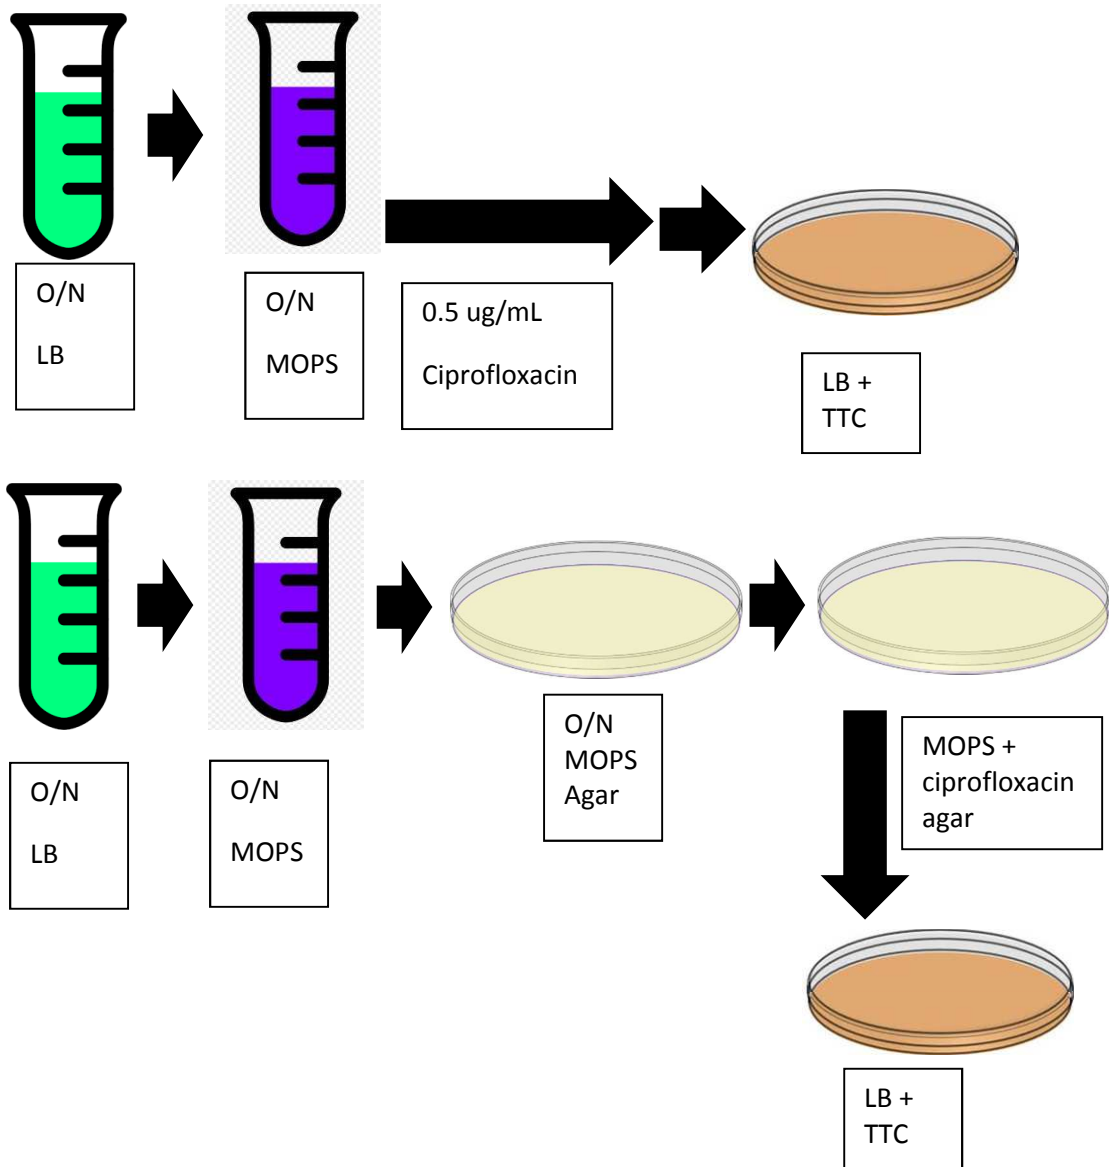 O/N
LB
O/N
MOPS
0.5 ug/mL
Ciprofloxacin
LB +
TTC
O/N
LB
O/N
MOPS
O/N
MOPS
Agar
MOPS +
ciprofloxacin
agar
LB +
TTC